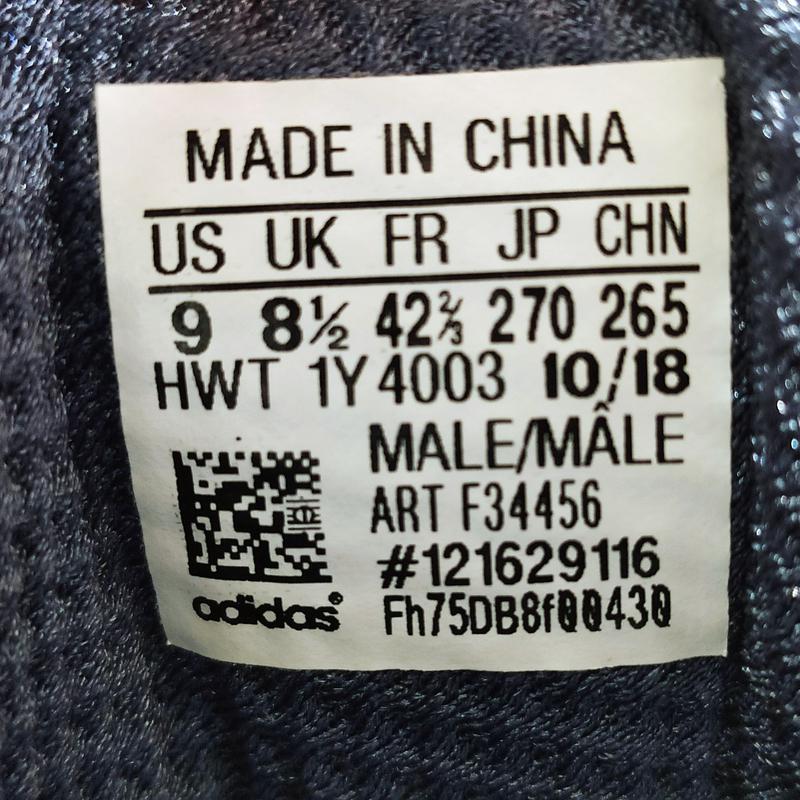 MADE IN CHINA
US UK FR JP CHN
9 8½ 42⅔ 270 265
HWT 1Y4003 10/18
MALE/MÂLE
ART F34456
#121629116
adidas®
Fh75DB8f00430